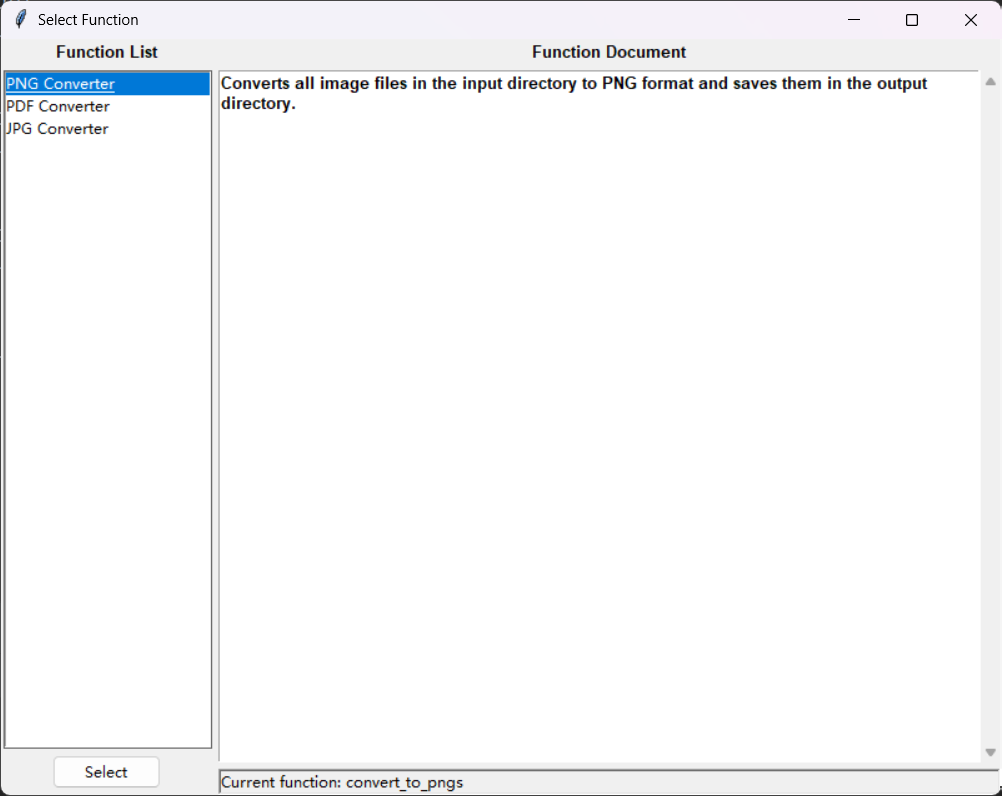 Select Function
Function List
Function Document
PNG Converter
PDF Converter
JPG Converter
Converts all image files in the input directory to PNG format and saves them in the output
directory.
Select
Current function: convert_to_pngs